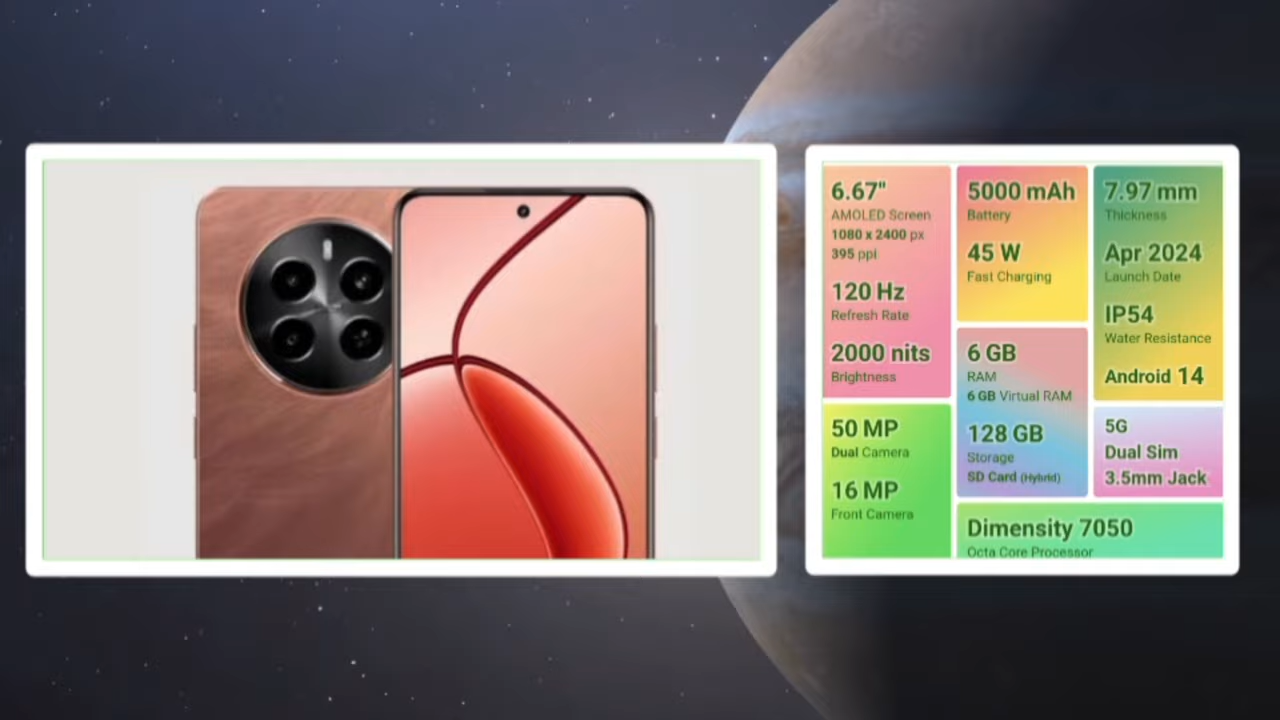 6.67"
AMOLED Screen
1080 x 2400 px
395 ppi
120 Hz
Refresh Rate
2000 nits
Brightness
50 MP
Dual Camera
16 MP
Front Camera
5000 mAh
Battery
45 W
Fast Charging
6 GB
RAM
6 GB Virtual RAM
128 GB
Storage
SD Card (Hybrid)
7.97 mm
Thickness
Apr 2024
Launch Date
IP54
Water Resistance
Android 14
5G
Dual Sim
3.5mm Jack
Dimensity 7050
Octa Core Processor